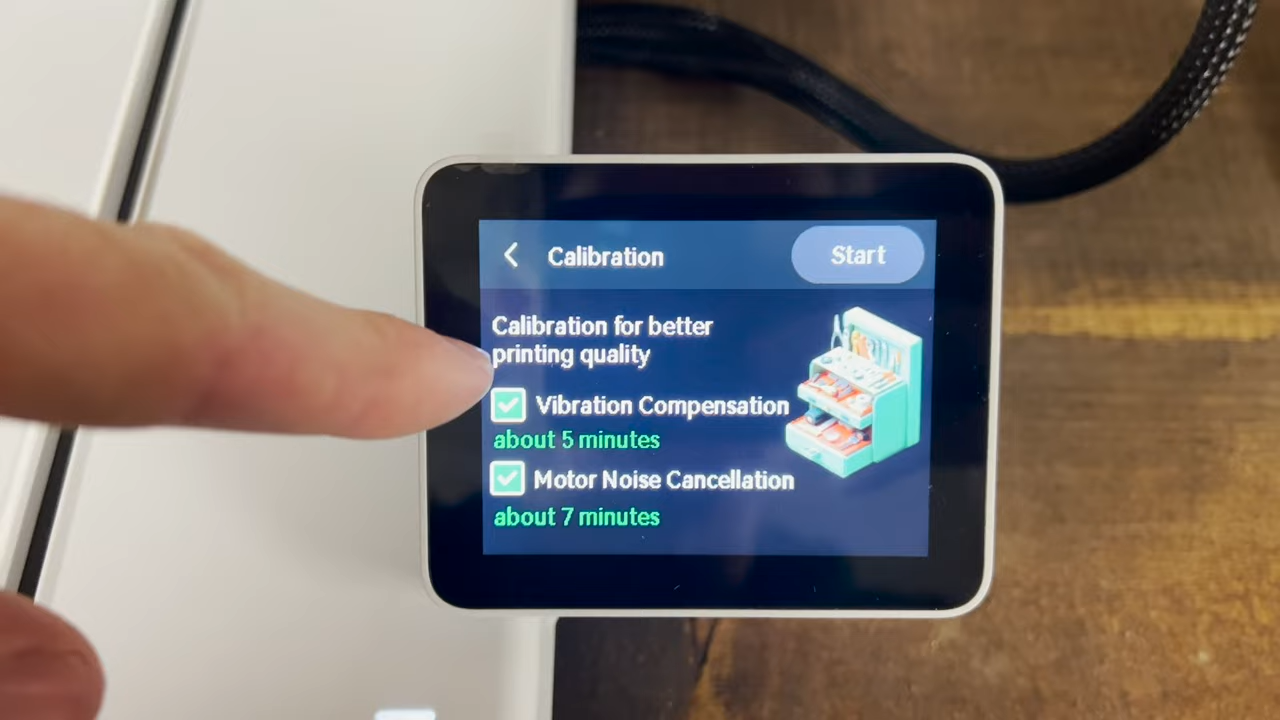 Calibration
Start
Calibration for better
printing quality
Vibration Compensation
about 5 minutes
Motor Noise Cancellation
about 7 minutes